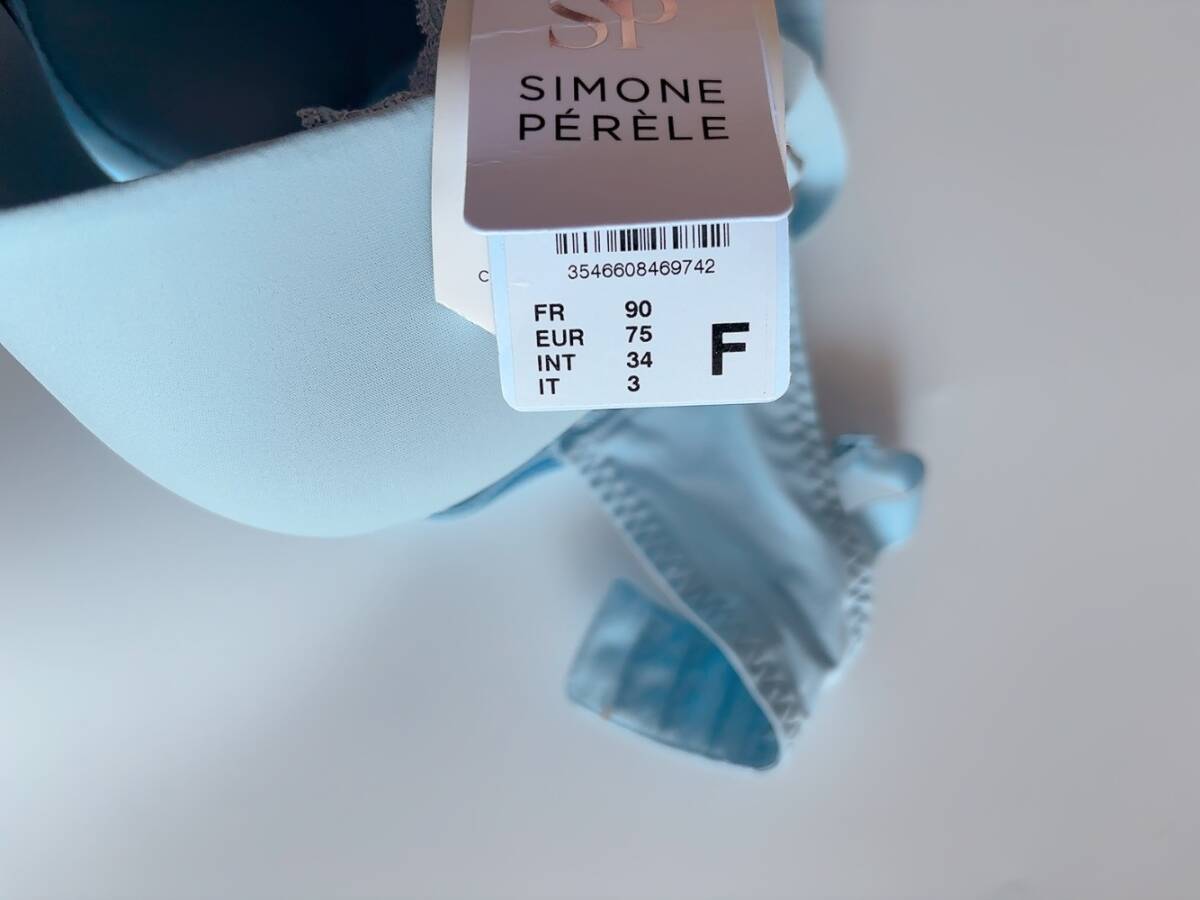 SP
SIMONE
PÉRÈLE
C
3546608469742
FR 90
EUR 75
INT 34
IT 3
F